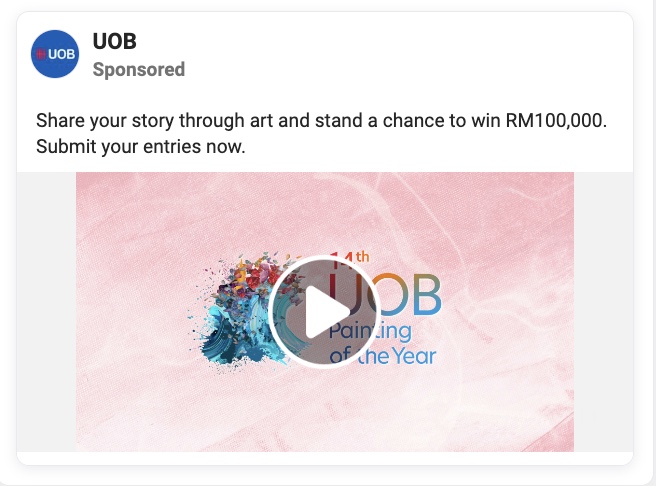 UOB
UOB
Sponsored
Share your story through art and stand a chance to win RM100,000.
Submit your entries now.
14th
UOB
Painting
of the Year